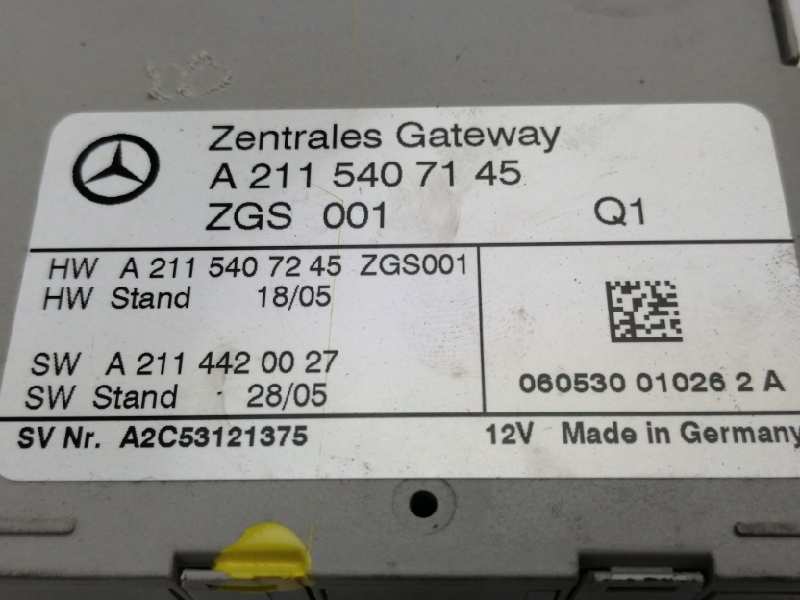 Zentrales Gateway
A 211 540 71 45
ZGS 001 Q1
HW A 211 540 72 45 ZGS001
HW Stand 18/05
SW A 211 442 00 27
SW Stand 28/05
060530 01026 2 A
SV Nr. A2C53121375 12V Made in Germany